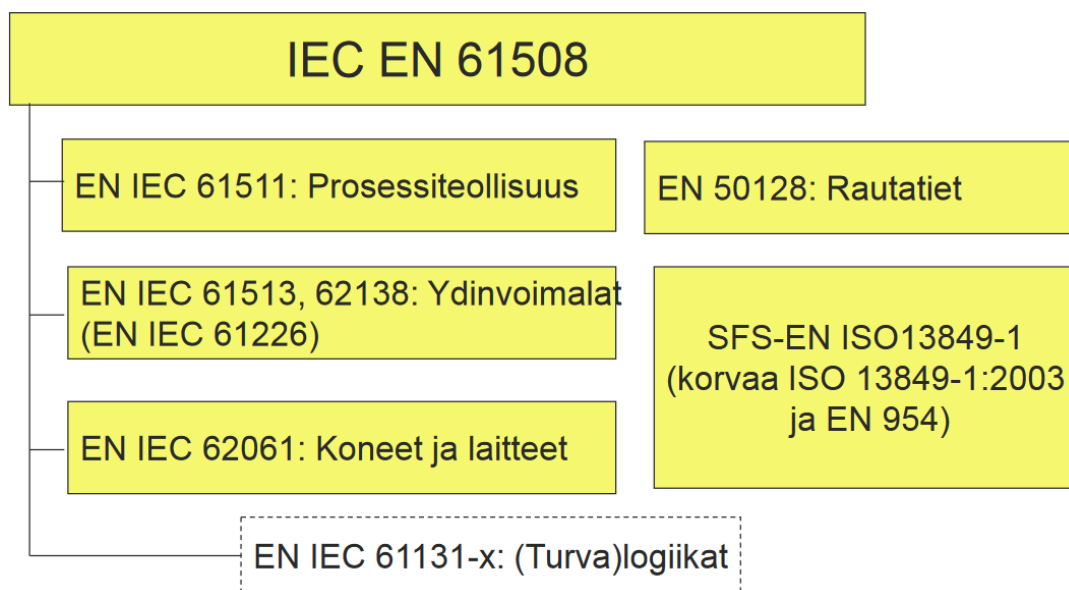 IEC EN 61508
EN IEC 61511: Prosessiteollisuus
EN 50128: Rautatiet
EN IEC 61513, 62138: Ydinvoimalat
(EN IEC 61226)
SFS-EN ISO13849-1
(korvaa ISO 13849-1:2003
ja EN 954)
EN IEC 62061: Koneet ja laitteet
EN IEC 61131-x: (Turva)logiikat